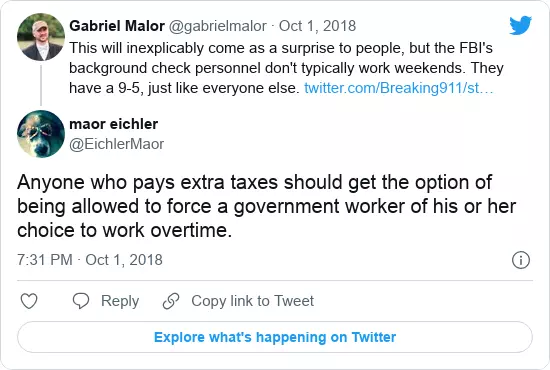 Gabriel Malor @gabrielmalor · Oct 1, 2018
This will inexplicably come as a surprise to people, but the FBI's
background check personnel don't typically work weekends. They
have a 9-5, just like everyone else. twitter.com/Breaking911/st…
maor eichler
@EichlerMaor
Anyone who pays extra taxes should get the option of
being allowed to force a government worker of his or her
choice to work overtime.
7:31 PM · Oct 1, 2018
Reply Copy link to Tweet
Explore what's happening on Twitter